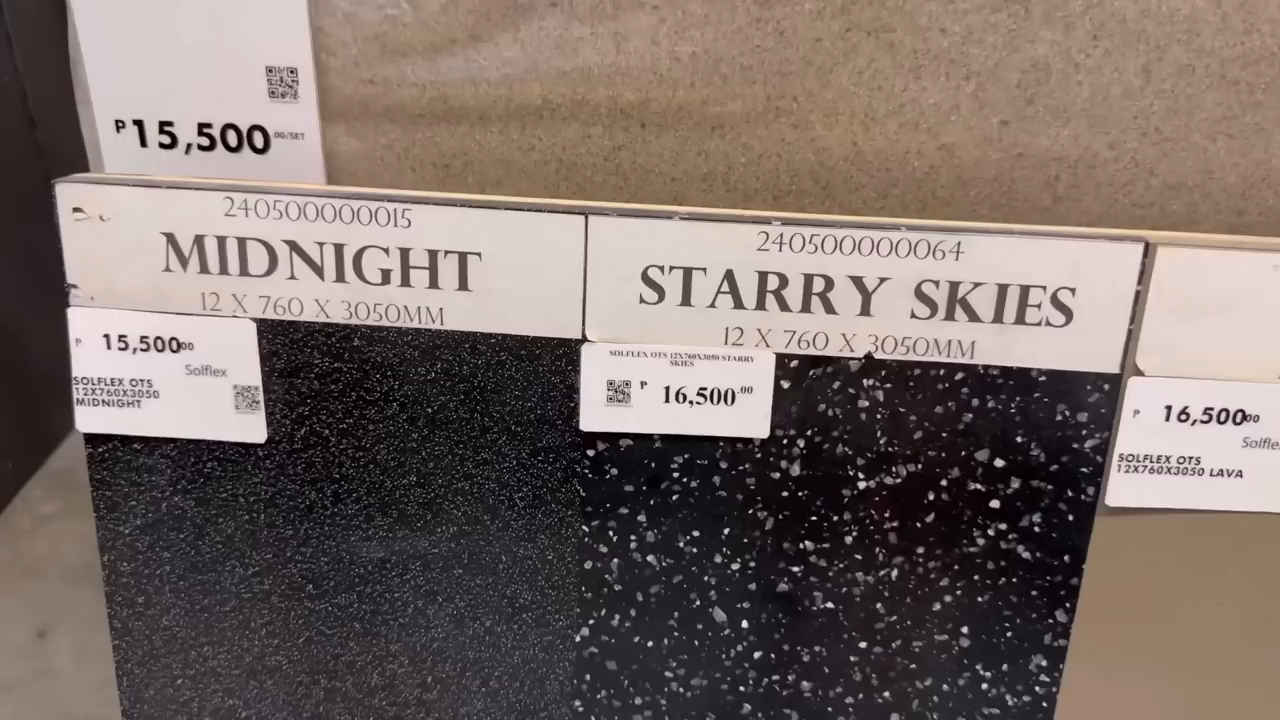 ₱15,500.00/SET
240500000015
MIDNIGHT
12 X 760 X 3050MM
₱ 15,500.00
Solflex
SOLFLEX OTS
12X760X3050
MIDNIGHT
240500000064
STARRY SKIES
12 X 760 X 3050MM
SOLFLEX OTS 12X760X3050 STARRY
SKIES
₱ 16,500.00
₱ 16,500.00
Solfle
SOLFLEX OTS
12X760X3050 LAVA